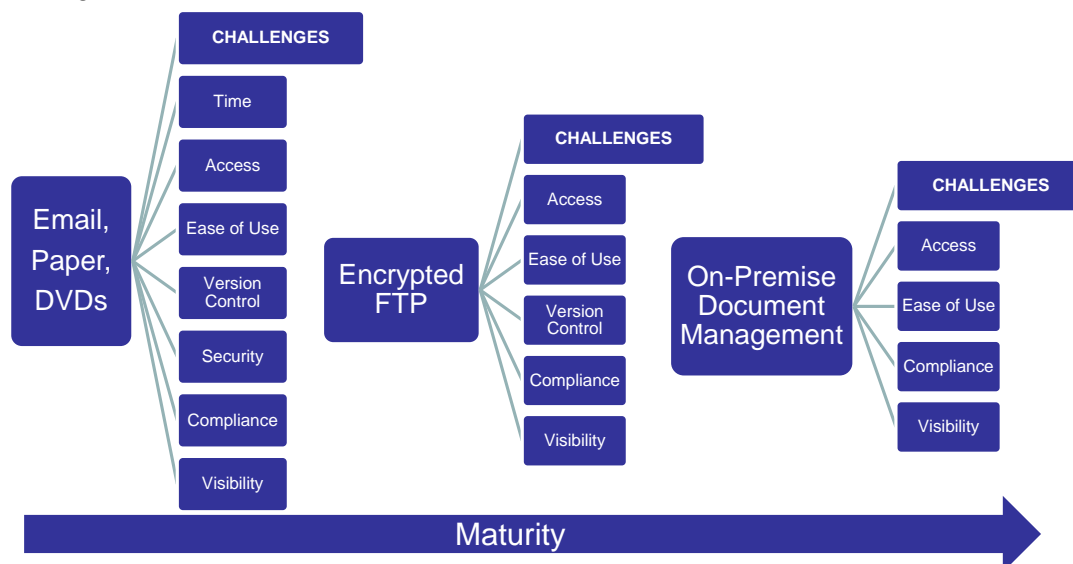 CHALLENGES
Time
Access
Ease of Use
Version
Control
Security
Compliance
Visibility
Email,
Paper,
DVDs
CHALLENGES
Access
Ease of Use
Version
Control
Compliance
Visibility
Encrypted
FTP
CHALLENGES
Access
Ease of Use
Compliance
Visibility
On-Premise
Document
Management
Maturity